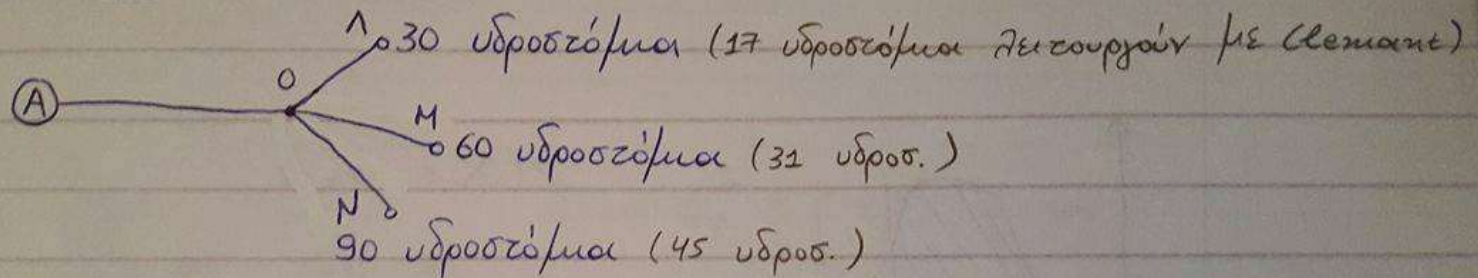 Λ 30 υδροστόμια (17 υδροστόμια λειτουργούν με Clemant)
Ο
Α
Μ
60 υδροστόμια (31 υδροσ.)
Ν
90 υδροστόμια (45 υδροσ.)